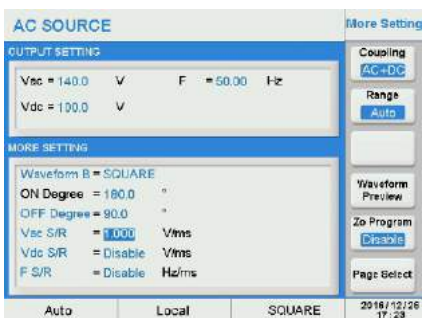 AC SOURCE
More Setting
OUTPUT SETTING
Vac = 140.0 V F = 50.00 Hz
Vdc = 100.0 V
MORE SETTING
Waveform B = SQUARE
ON Degree = 180.0 °
OFF Degree = 90.0 °
Vac S/R = 1.000 V/ms
Vdc S/R = Disable V/ms
F S/R = Disable Hz/ms
Coupling
AC+DC
Range
Auto
Waveform
Preview
Zo Program
Disable
Page Select
Auto Local SQUARE
2016/12/26
17:23